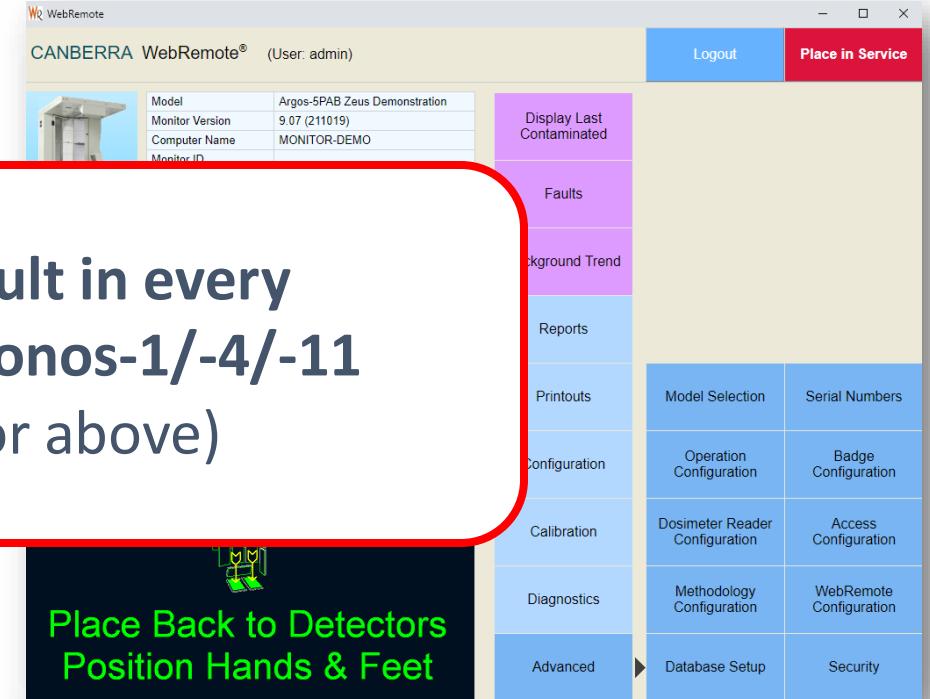 WR WebRemote
CANBERRA WebRemote® (User: admin)
Logout
Place in Service
Model Argos-5PAB Zeus Demonstration
Monitor Version 9.07 (211019)
Computer Name MONITOR-DEMO
Monitor ID
ult in every
onos-1/-4/-11
or above)
Place Back to Detectors
Position Hands & Feet
Display Last
Contaminated
Faults
ckground Trend
Reports
Printouts
Configuration
Calibration
Diagnostics
Advanced
Model Selection
Serial Numbers
Operation
Configuration
Badge
Configuration
Dosimeter Reader
Configuration
Access
Configuration
Methodology
Configuration
WebRemote
Configuration
Database Setup
Security